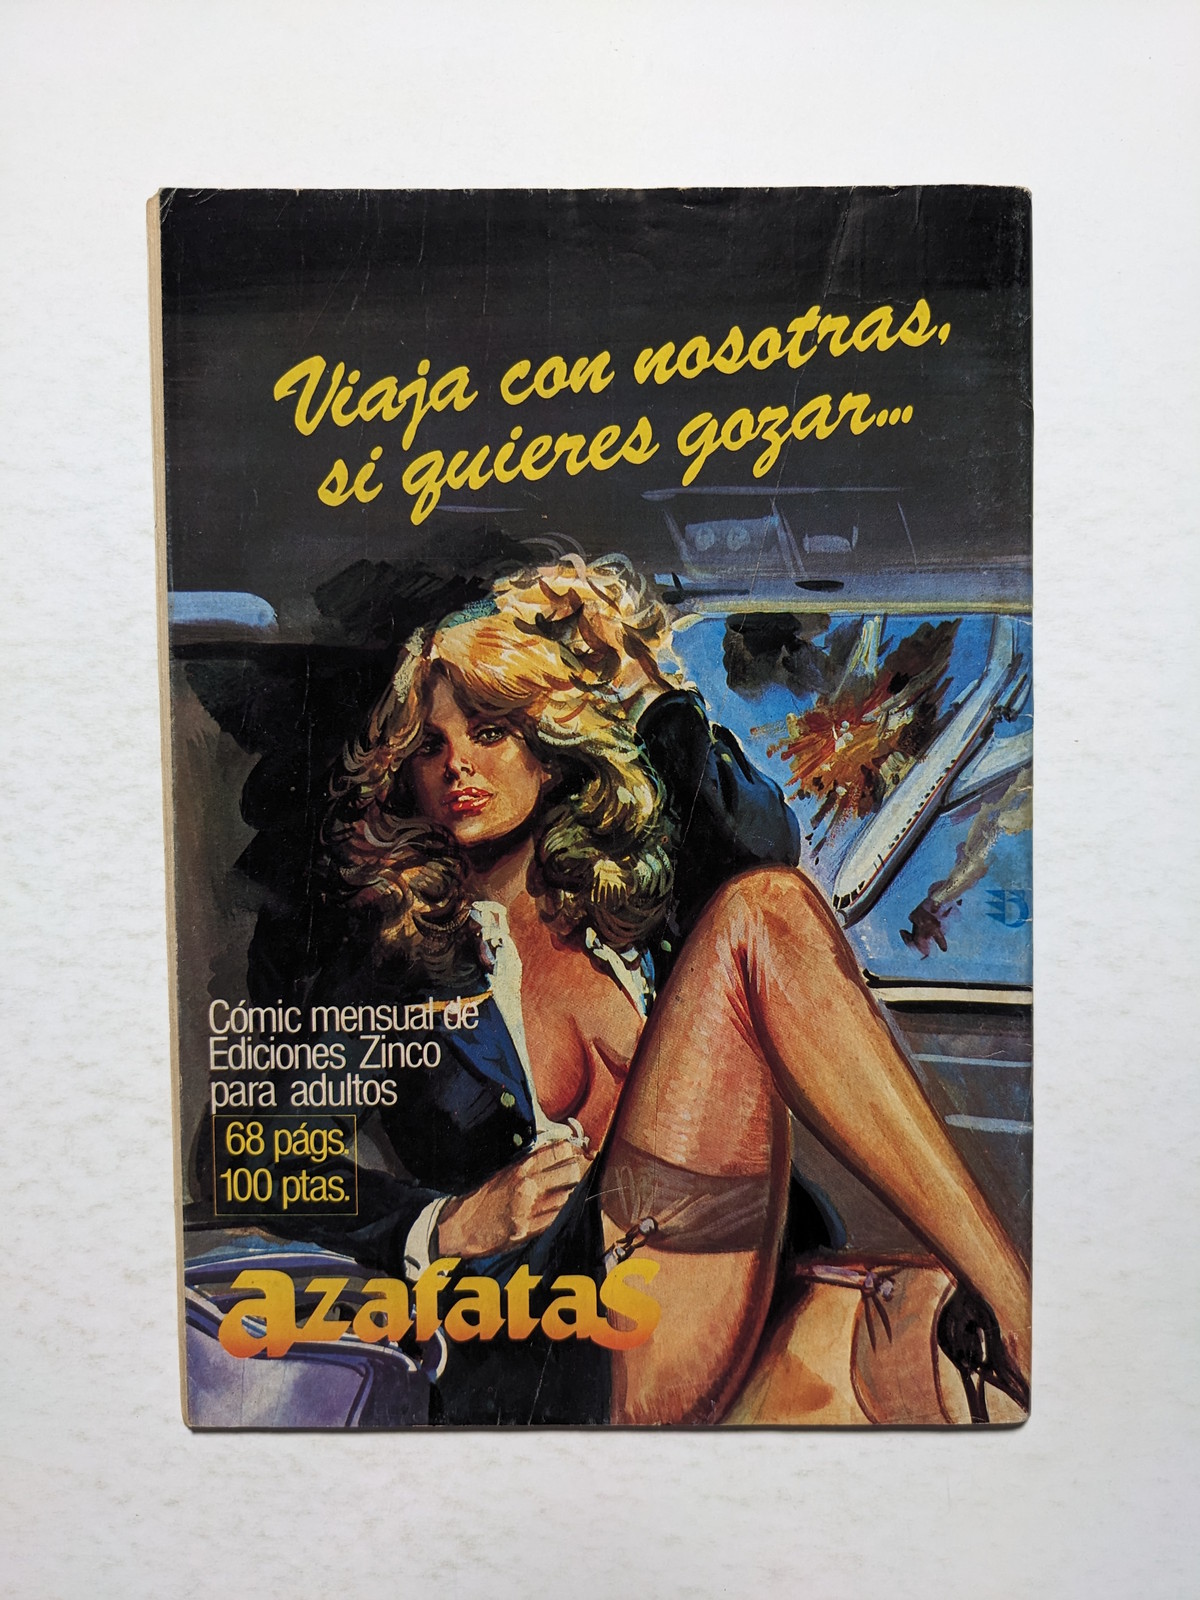 Viaja con nosotras,
si quieres gozar...
Cómic mensual de
Ediciones Zinco
para adultos
68 págs.
100 ptas.
azafatas